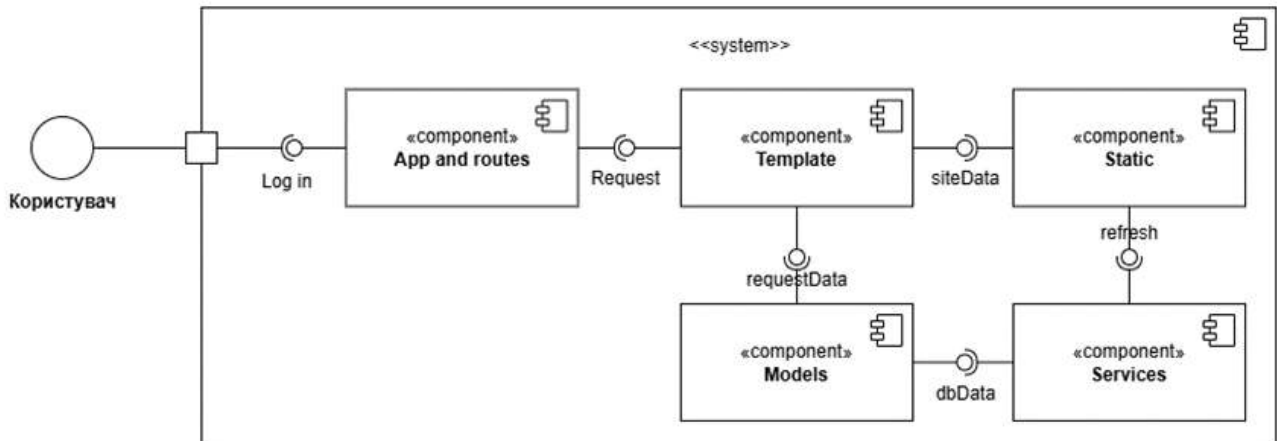 <<system>>
«component»
App and routes
«component»
Template
«component»
Static
Log in
Request
siteData
Користувач
refresh
requestData
«component»
Models
«component»
Services
dbData